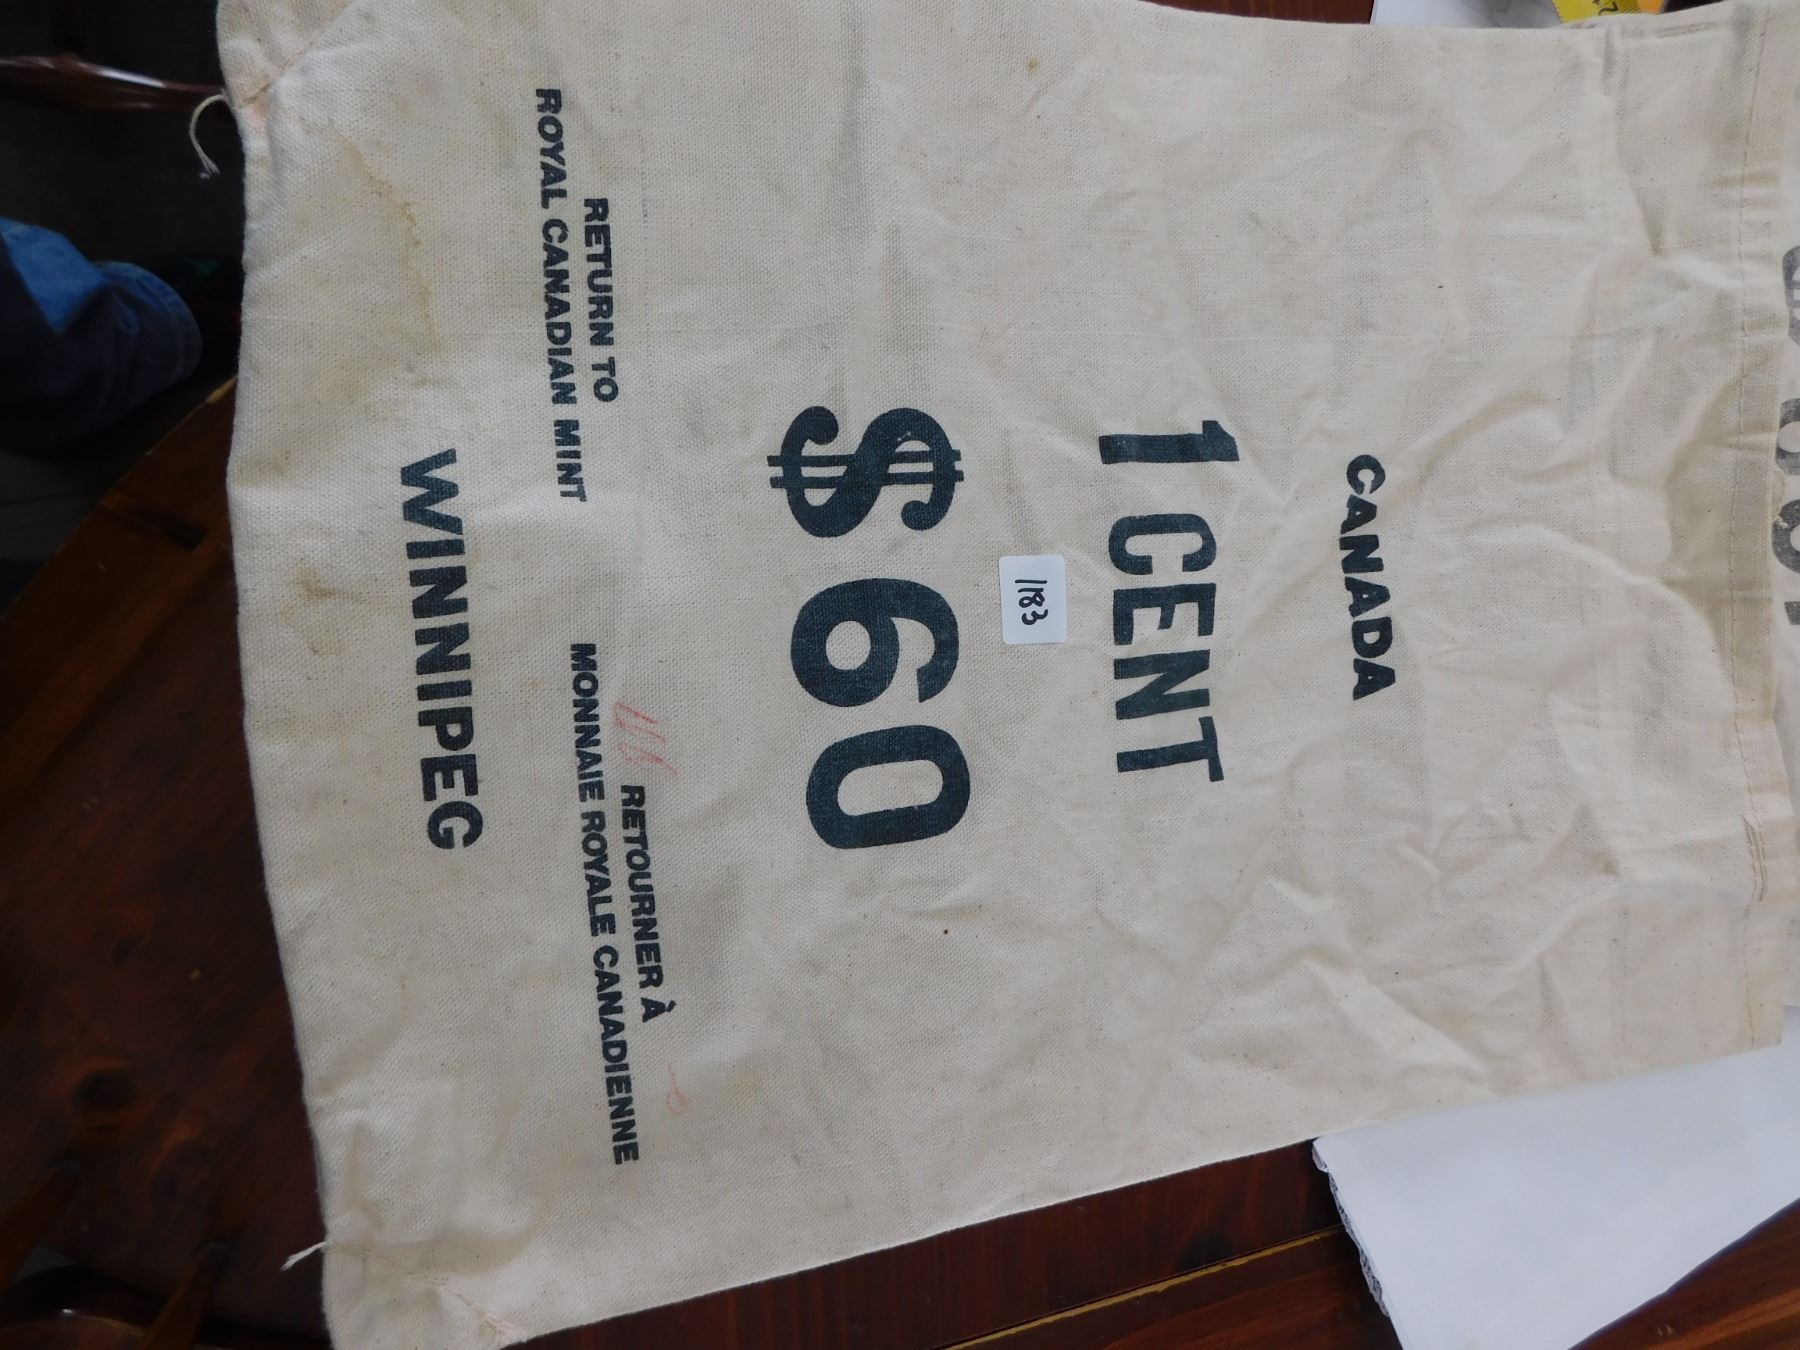 CANADA
1 CENT
1183
$ 60
RETURN TO
ROYAL CANADIAN MINT
RETOURNER À
MONNAIE ROYALE CANADIENNE
WINNIPEG